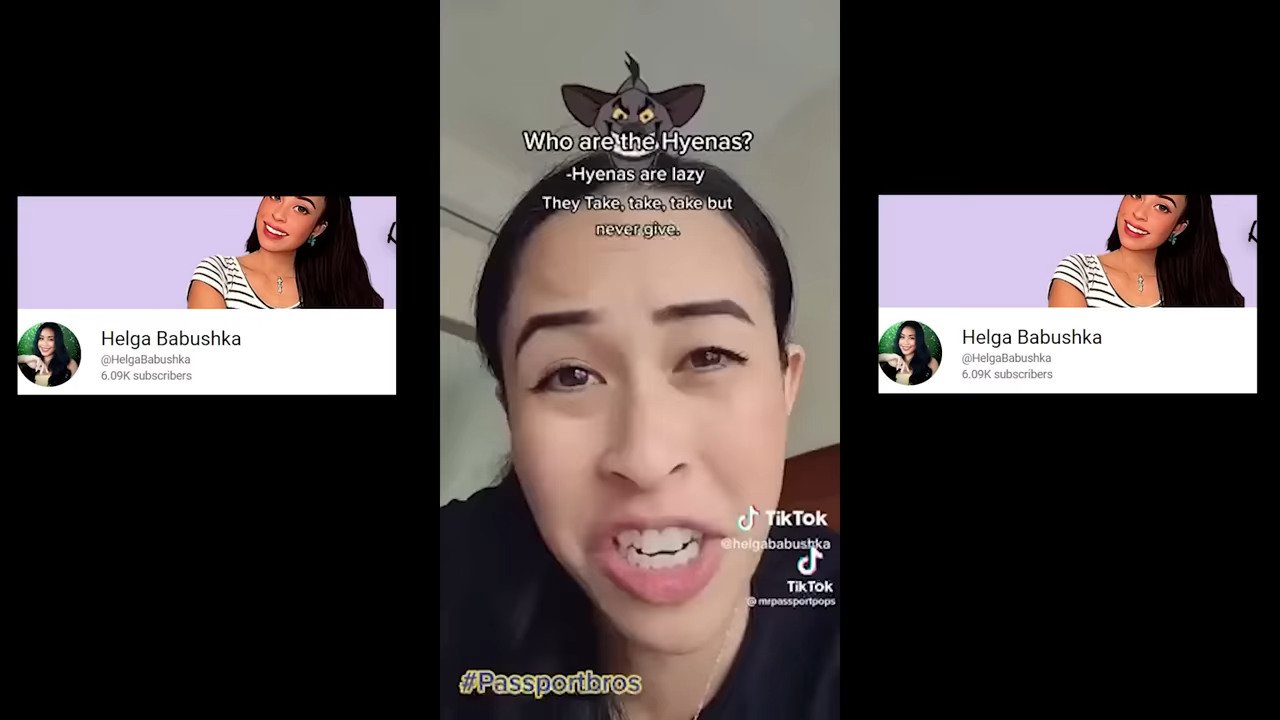 Helga Babushka
@HelgaBabushka
6.09K subscribers
Who are the Hyenas?
-Hyenas are lazy
They Take, take, take but
never give.
TikTok
@helgababushka
TikTok
@ mrpassportpops
#Passportbros
Helga Babushka
@HelgaBabushka
6.09K subscribers